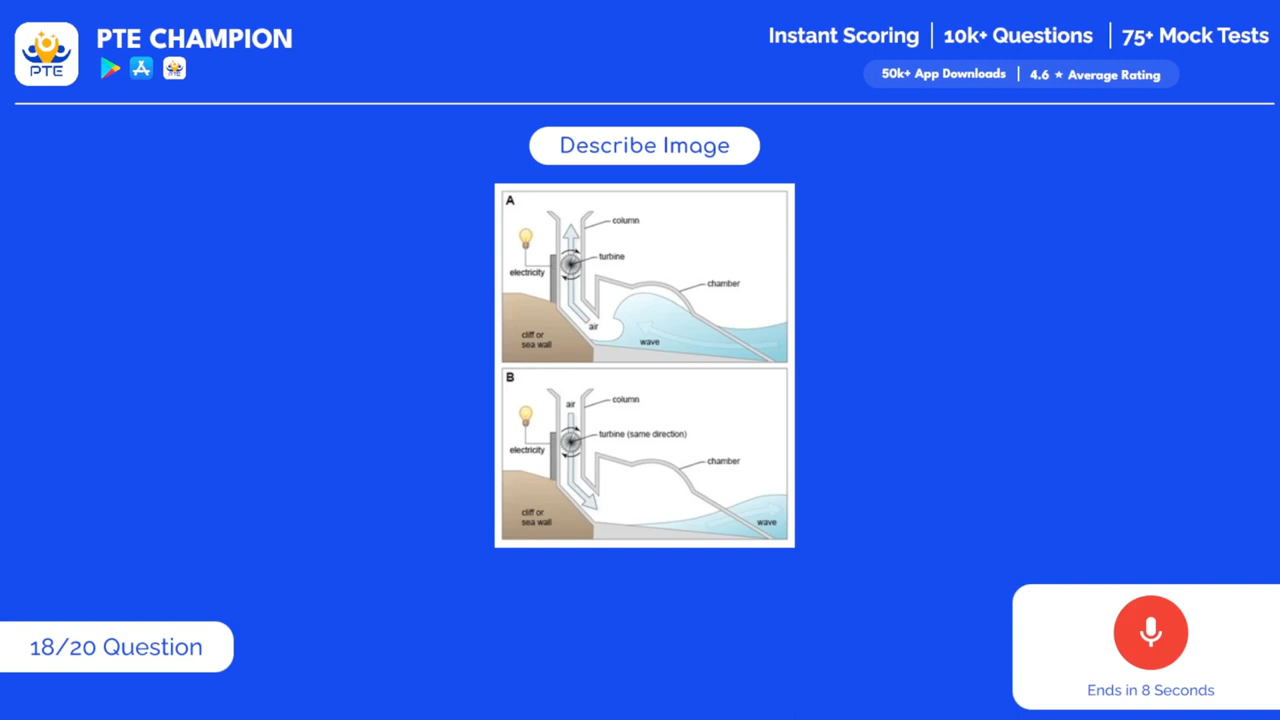 PTE CHAMPION
PTE
Instant Scoring | 10k+ Questions | 75+ Mock Tests
50k+ App Downloads | 4.6 ★ Average Rating
Describe Image
A
column
turbine
electricity
chamber
air
cliff or
sea wall
wave
B
air
column
turbine (same direction)
electricity
chamber
cliff or
sea wall
wave
18/20 Question
Ends in 8 Seconds